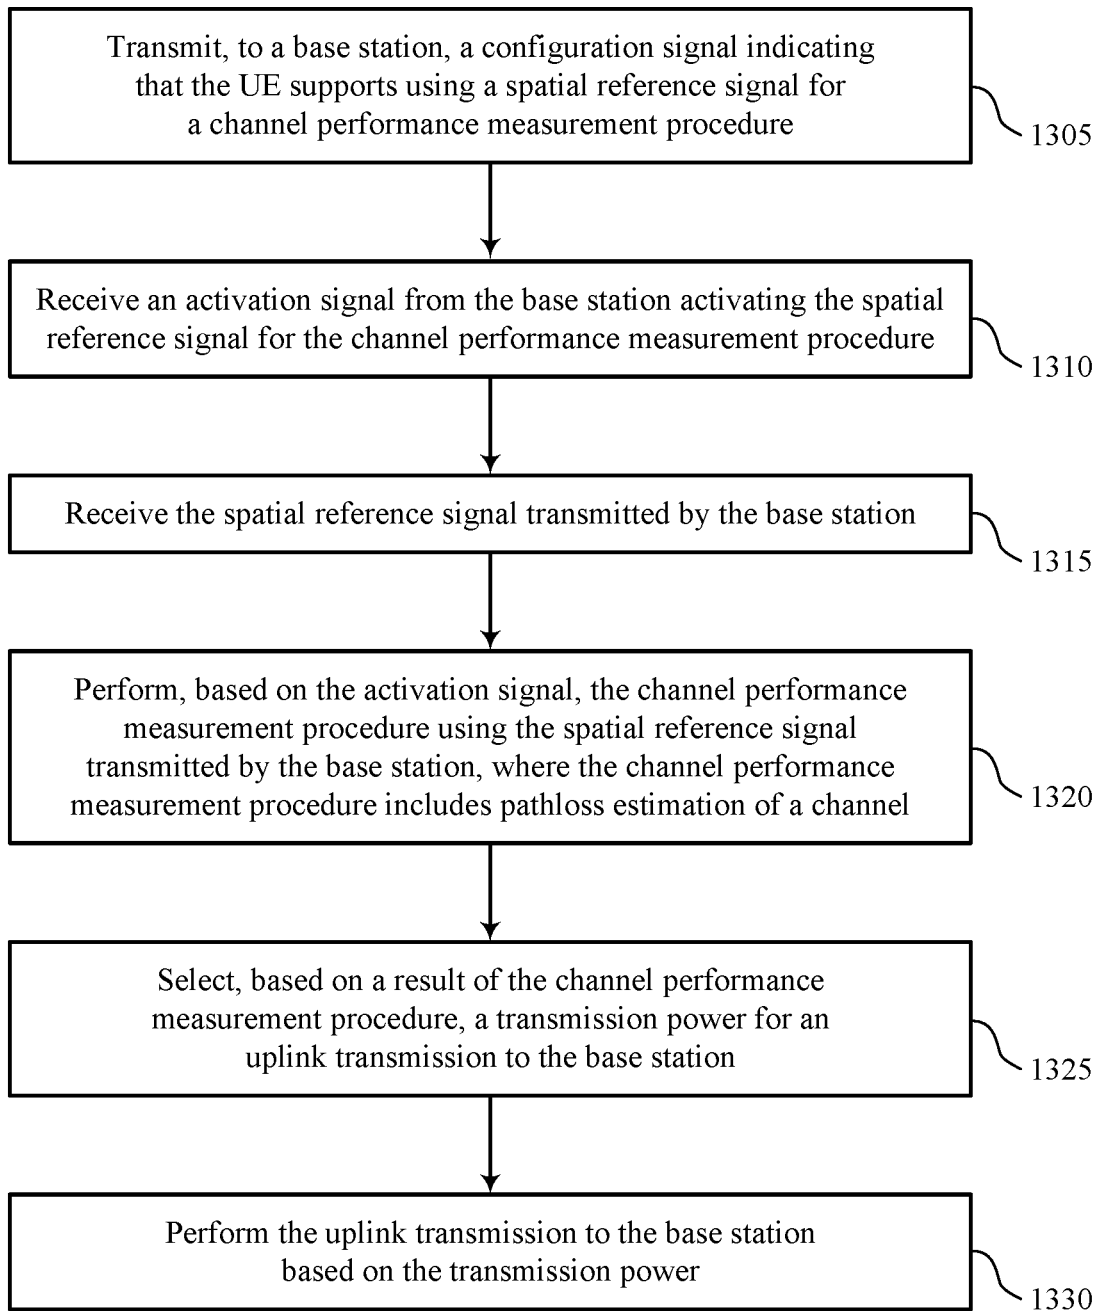 Transmit, to a base station, a configuration signal indicating
that the UE supports using a spatial reference signal for
a channel performance measurement procedure
1305
Receive an activation signal from the base station activating the spatial
reference signal for the channel performance measurement procedure
1310
Receive the spatial reference signal transmitted by the base station
1315
Perform, based on the activation signal, the channel performance
measurement procedure using the spatial reference signal
transmitted by the base station, where the channel performance
measurement procedure includes pathloss estimation of a channel
1320
Select, based on a result of the channel performance
measurement procedure, a transmission power for an
uplink transmission to the base station
1325
Perform the uplink transmission to the base station
based on the transmission power
1330